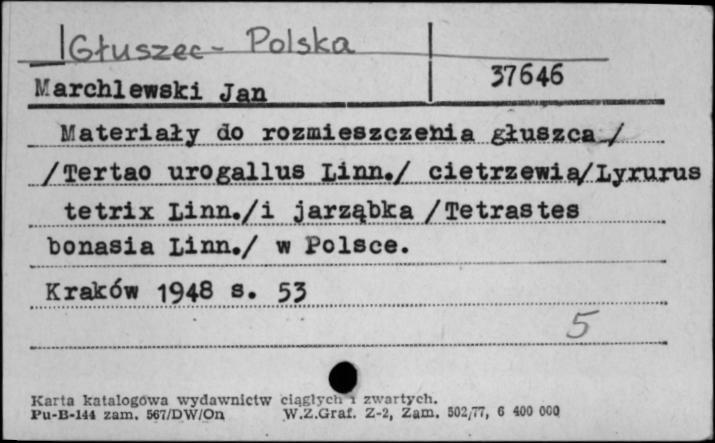 Głuszec - Polska
Marchlewski Jan 37646
Materiały do rozmieszczenia głuszca /
/Tertao urogallus Linn./ cietrzewia/Lyrurus
tetrix Linn./i jarząbka /Tetrastes
bonasia Linn./ w Polsce.
Kraków 1948 s. 53
5
Karta katalogowa wydawnictw ciągłych i zwartych.
Pu-B-144 zam. 567/DW/On W.Z.Graf. Z-2, Zam. 502/77, 6 400 000